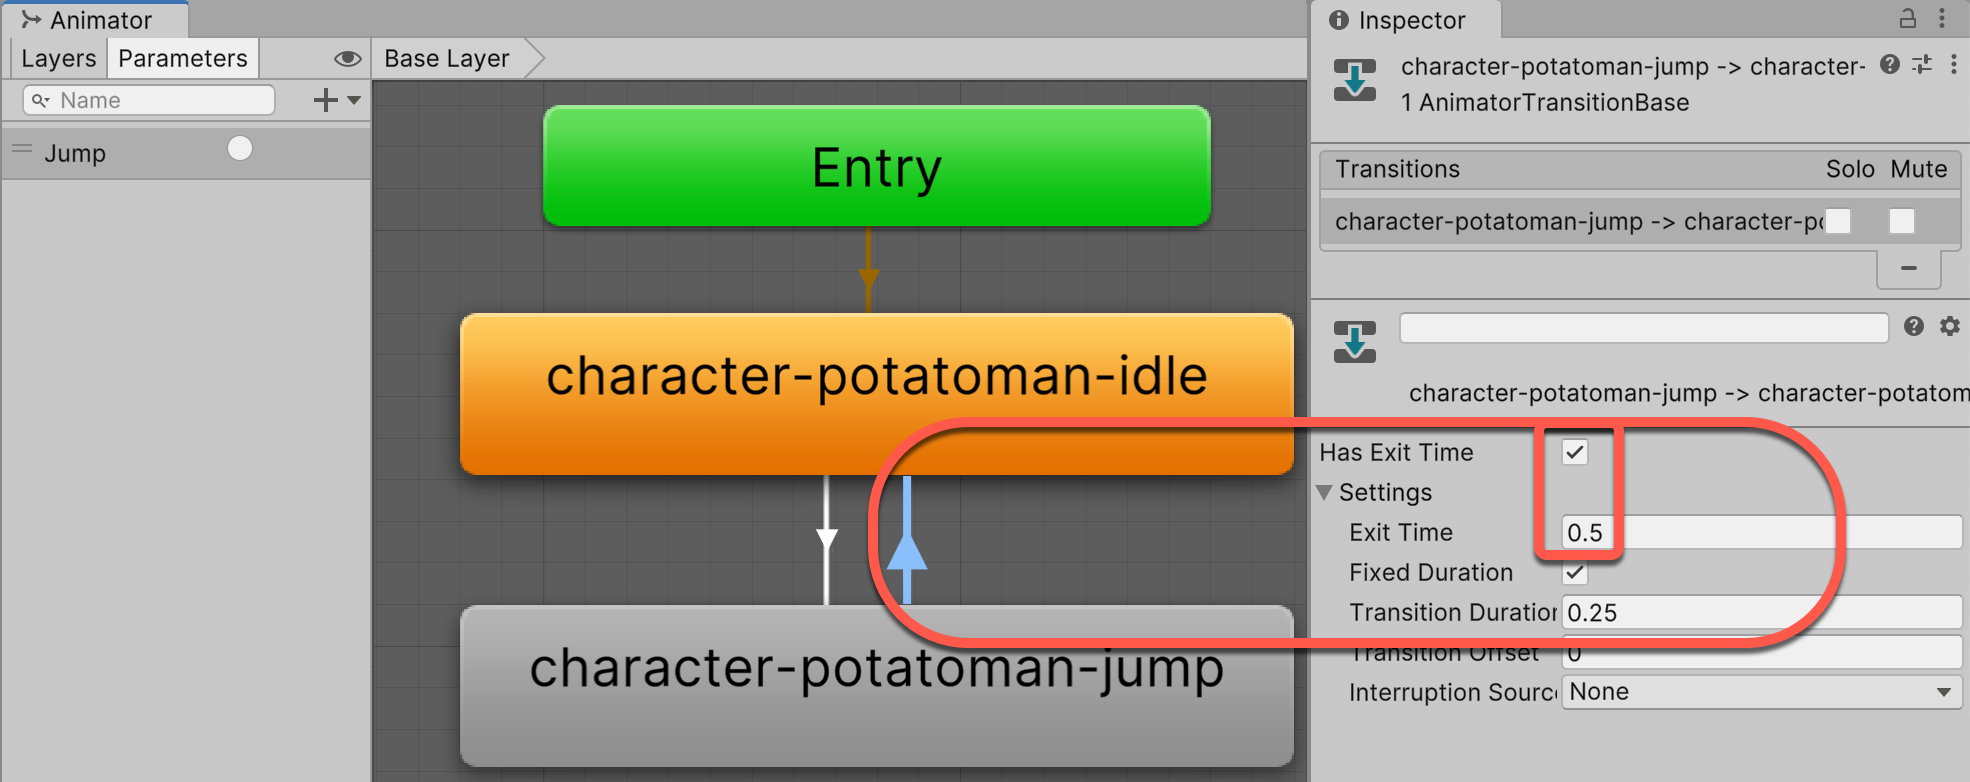 Animator
Layers
Parameters
Name
Jump
Base Layer
Entry
character-potatoman-idle
character-potatoman-jump
Inspector
character-potatoman-jump -> character-
1 AnimatorTransitionBase
Transitions
Solo Mute
character-potatoman-jump -> character-po
character-potatoman-jump -> character-potatom
Has Exit Time
Settings
Exit Time 0.5
Fixed Duration
Transition Duration 0.25
Transition Offset 0
Interruption Sourc None